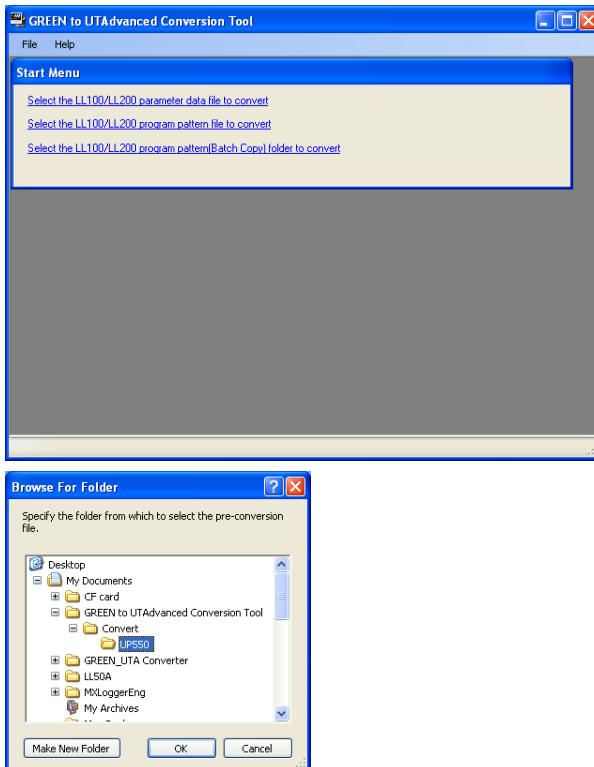 GREEN to UTAdvanced Conversion Tool
File Help
Start Menu
Select the LL100/LL200 parameter data file to convert
Select the LL100/LL200 program pattern file to convert
Select the LL100/LL200 program pattern(Batch Copy) folder to convert
Browse For Folder
Specify the folder from which to select the pre-conversion
file.
Desktop
My Documents
CF card
GREEN to UTAdvanced Conversion Tool
Convert
UP550
GREEN_UTA Converter
LL50A
MXLoggerEng
My Archives
Make New Folder OK Cancel